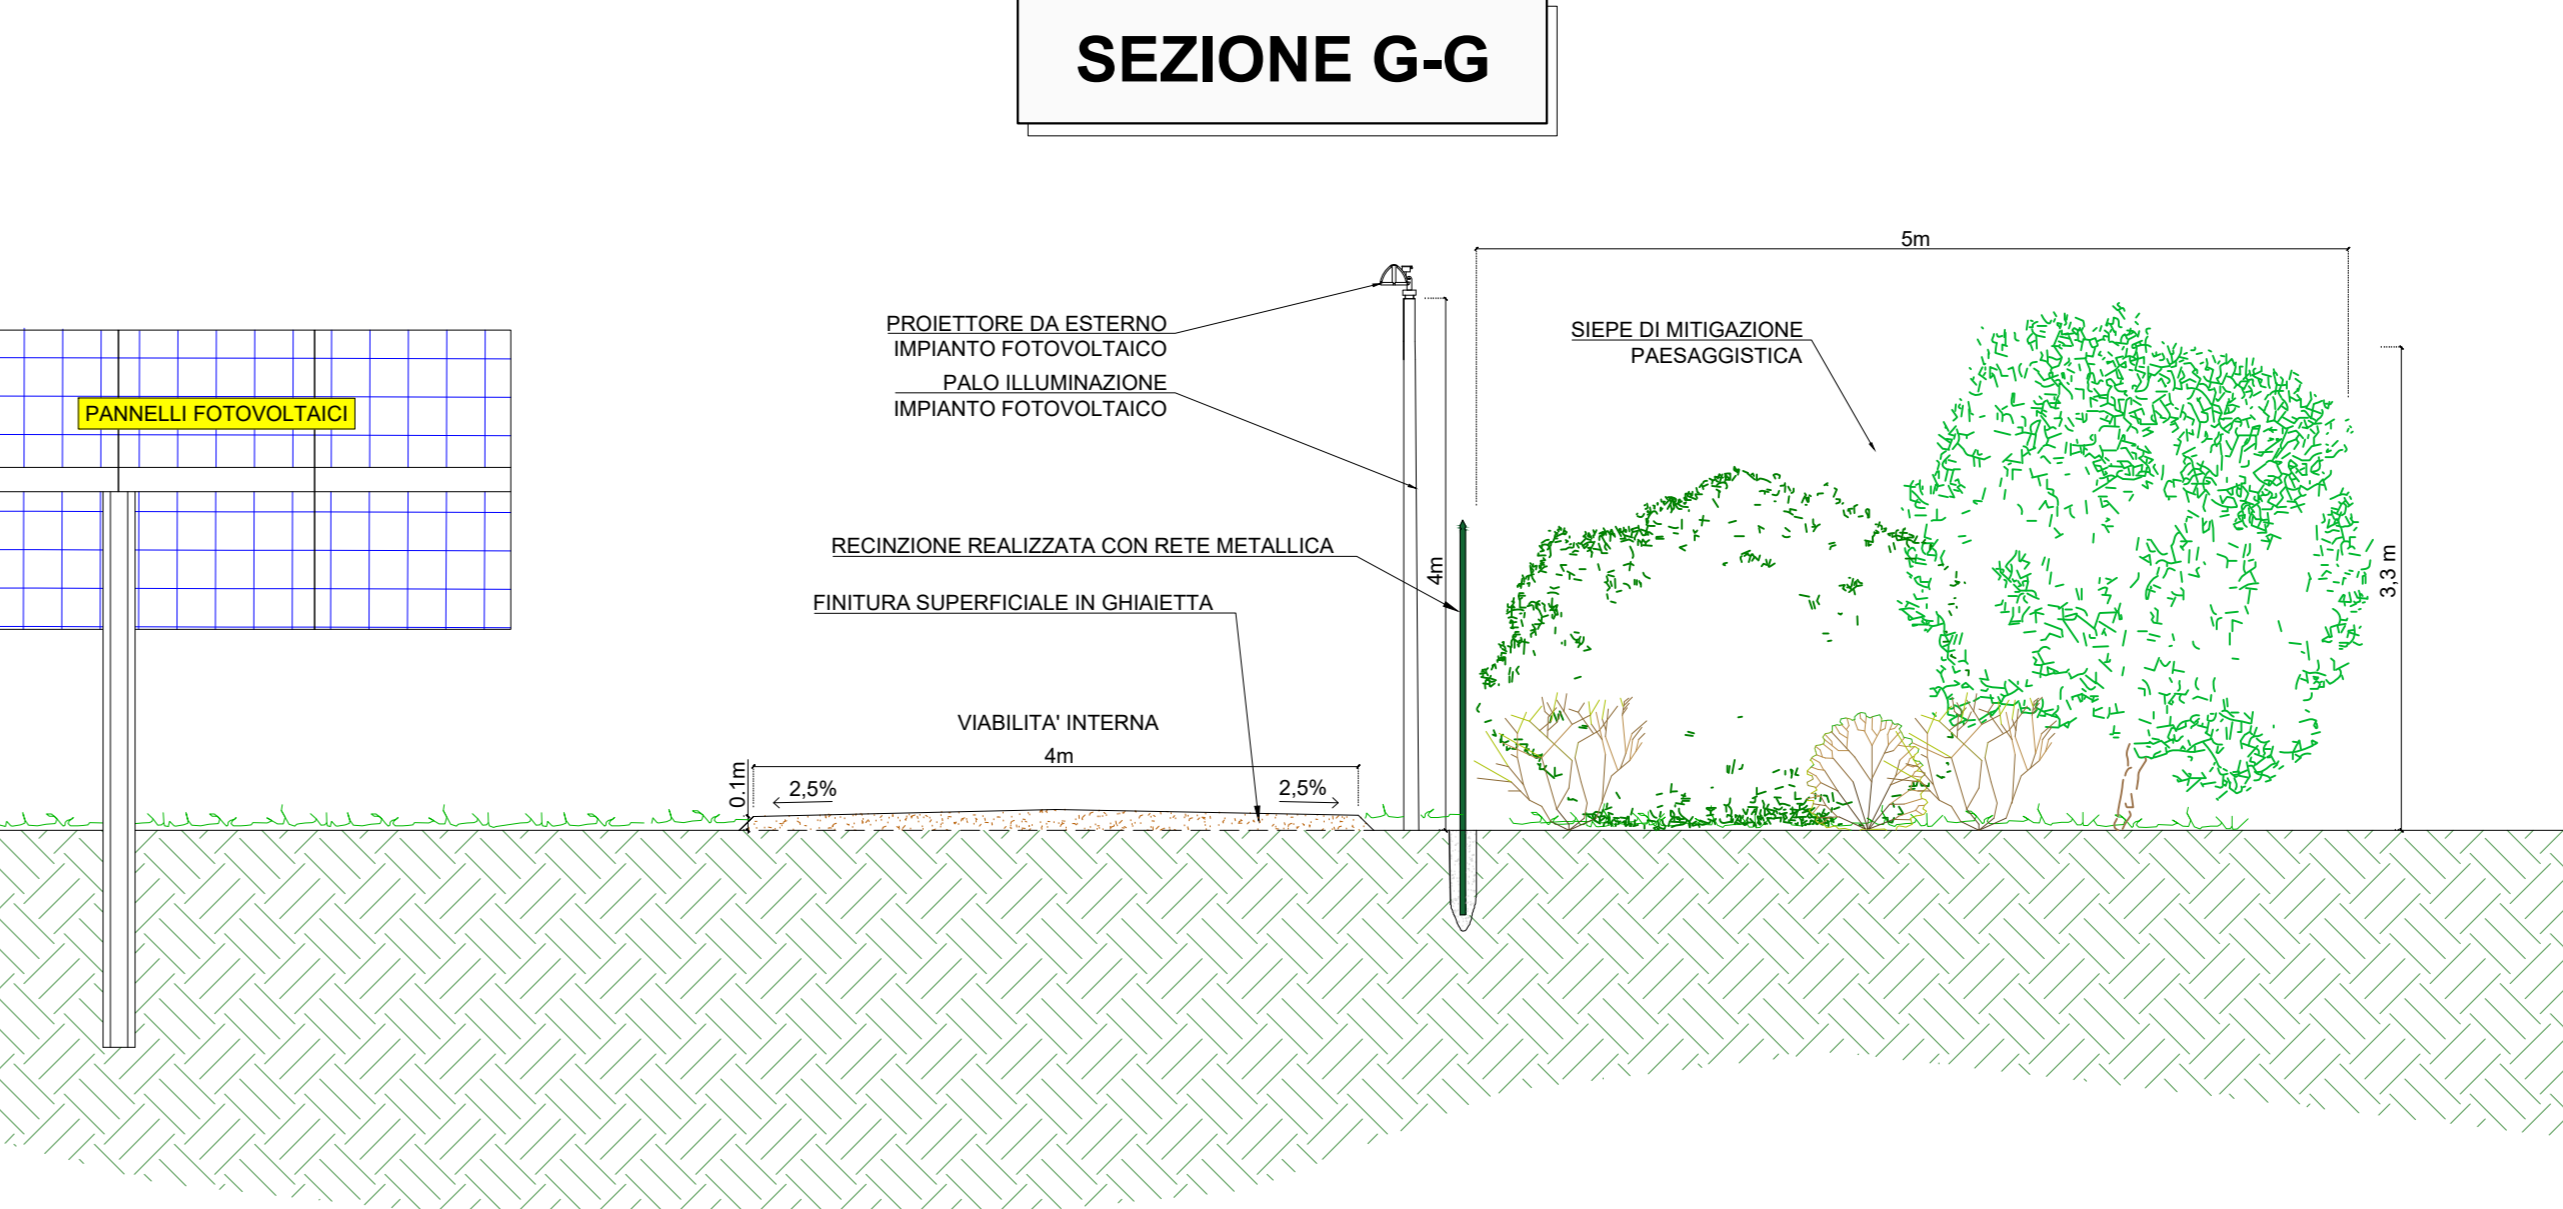 SEZIONE G-G
5m
PROIETTORE DA ESTERNO
IMPIANTO FOTOVOLTAICO
SIEPE DI MITIGAZIONE
PAESAGGISTICA
PALO ILLUMINAZIONE
IMPIANTO FOTOVOLTAICO
PANNELLI FOTOVOLTAICI
RECINZIONE REALIZZATA CON RETE METALLICA
4m
3,3 m
FINITURA SUPERFICIALE IN GHIAIETTA
VIABILITA' INTERNA
4m
0.1m
2,5%
2,5%